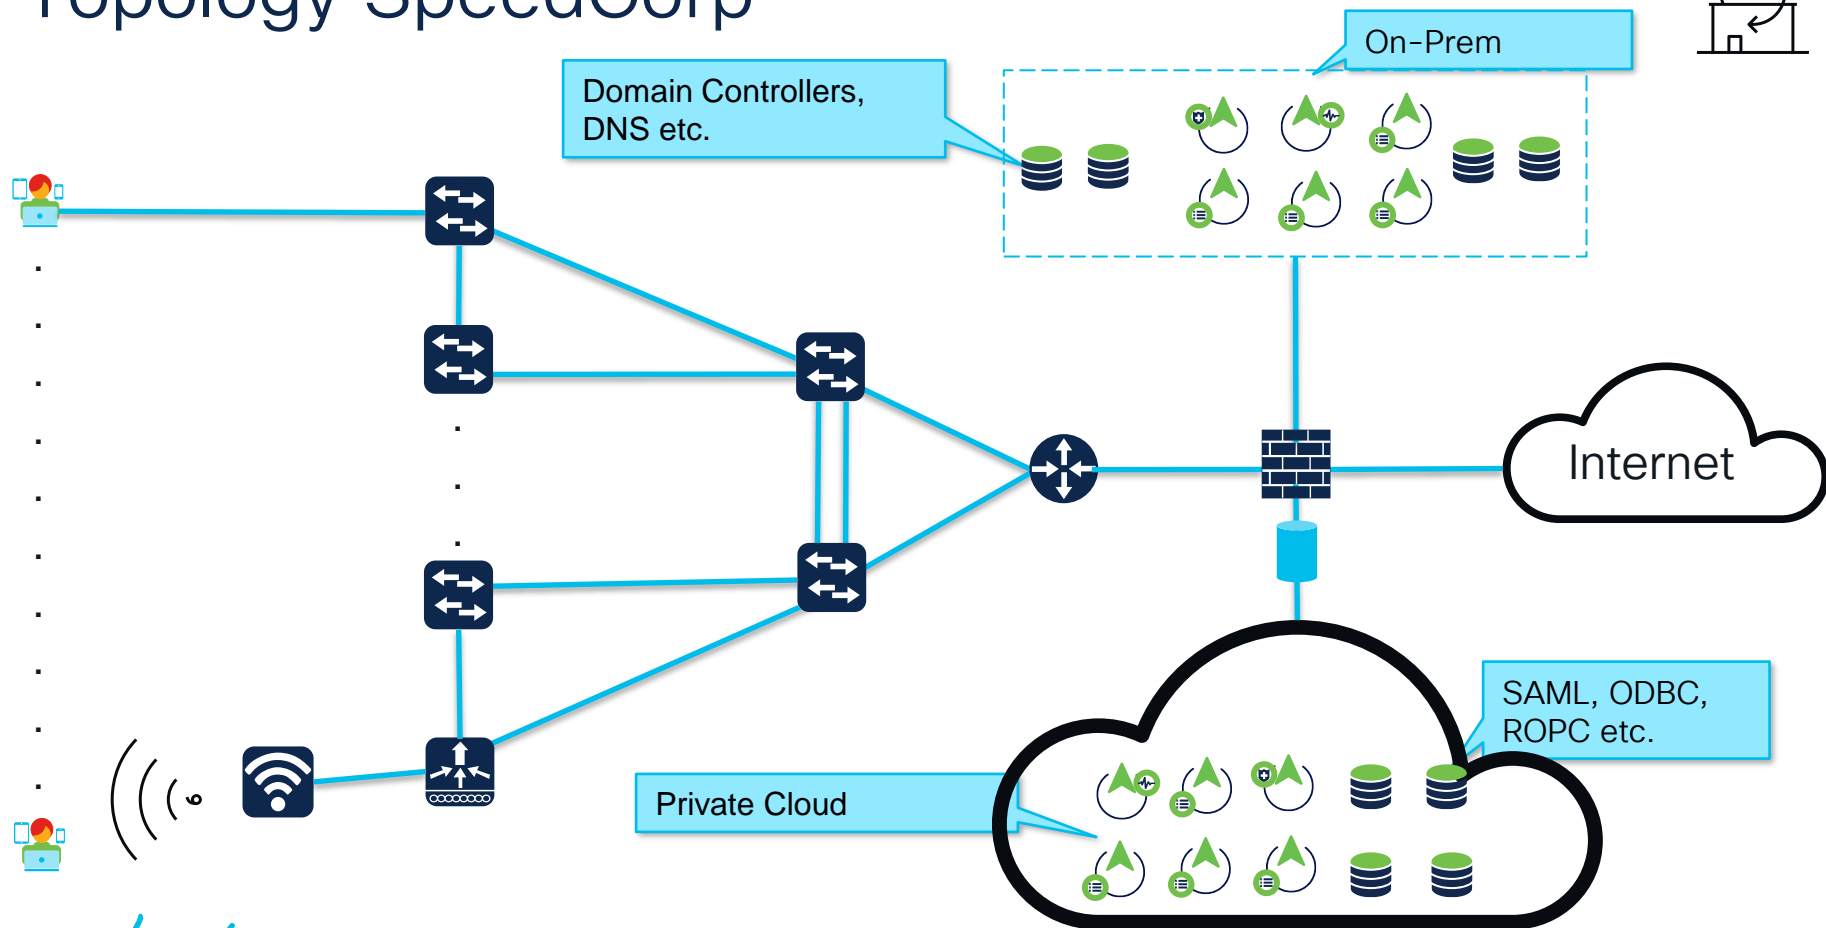 Topology SpeedCorp
On-Prem
Domain Controllers,
DNS etc.
Internet
SAML, ODBC,
ROPC etc.
Private Cloud